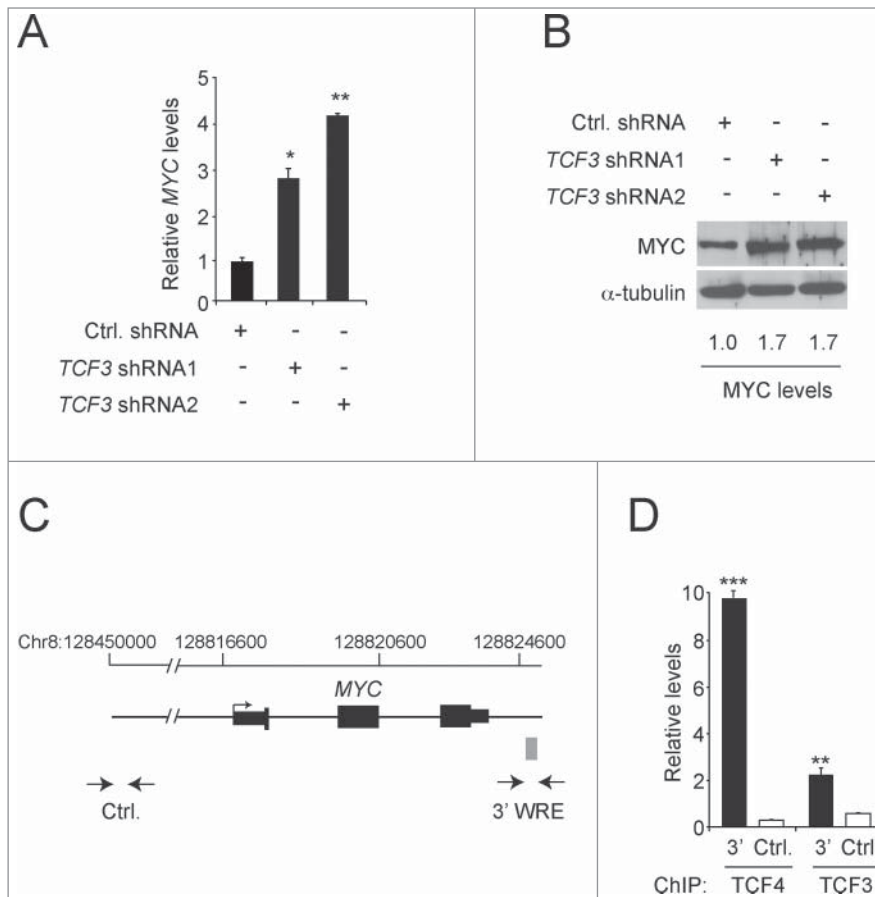 A
Relative MYC levels
5
4
3
2
1
0
*
**
Ctrl. shRNA + - -
TCF3 shRNA1 - + -
TCF3 shRNA2 - - +
B
Ctrl. shRNA + - -
TCF3 shRNA1 - + -
TCF3 shRNA2 - - +
MYC
α-tubulin
1.0 1.7 1.7
MYC levels
C
Chr8:128450000 128816600 128820600 128824600
MYC
Ctrl. 3’ WRE
D
Relative levels
10
8
6
4
2
0
***
**
3’ Ctrl. 3’ Ctrl
ChIP: TCF4 TCF3